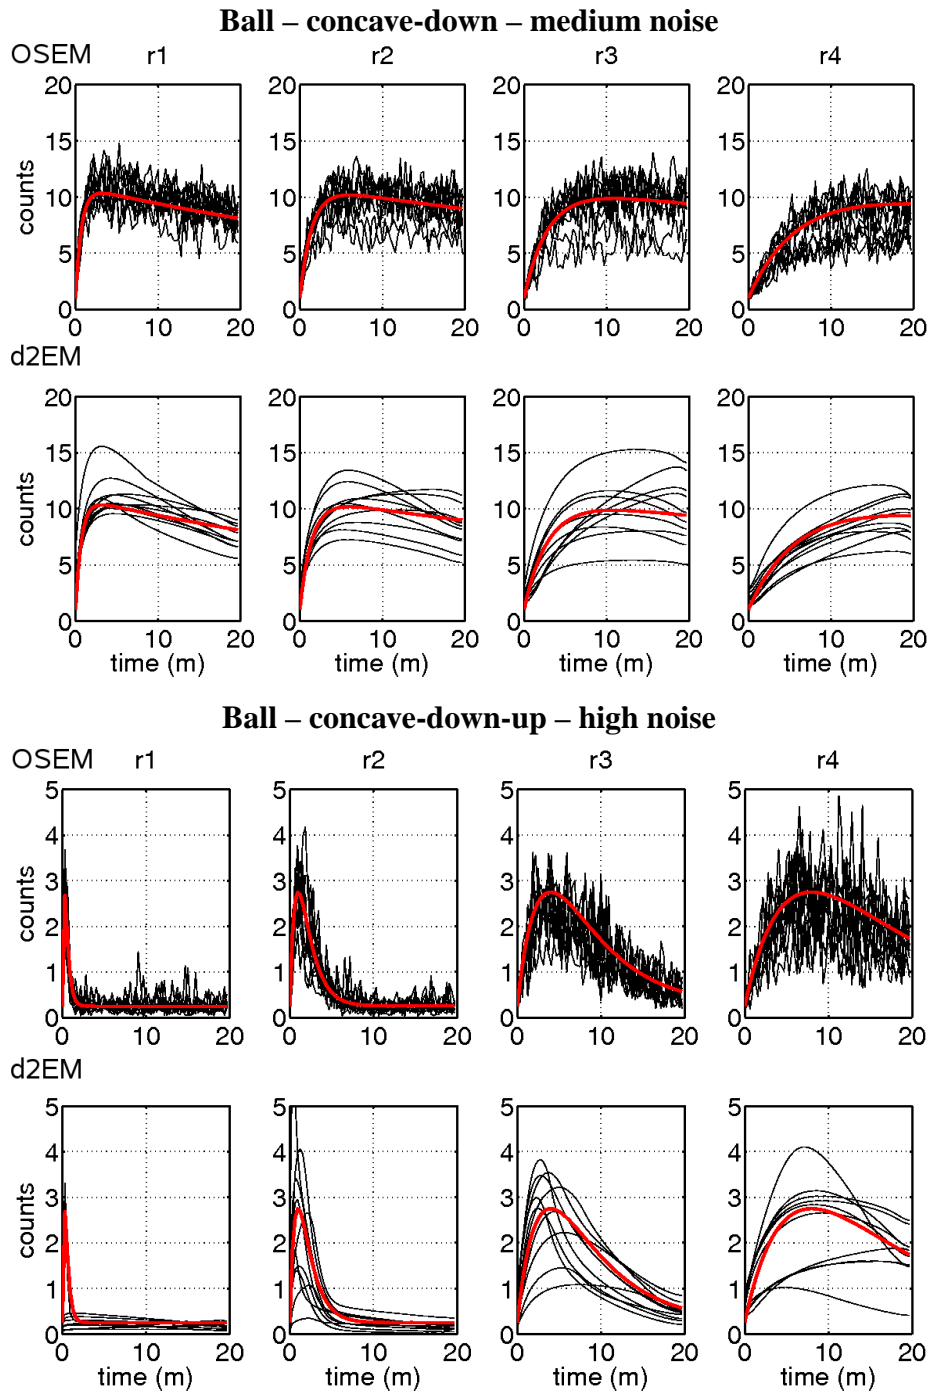 Ball – concave-down – medium noise
OSEM r1 r2 r3 r4
20 20 20 20
15 15 15 15
10 10 10 10
5 5 5 5
0 0 0 0
counts
0 10 20 0 10 20 0 10 20 0 10 20
d2EM
20 20 20 20
15 15 15 15
10 10 10 10
5 5 5 5
0 0 0 0
counts
0 10 20 0 10 20 0 10 20 0 10 20
time (m) time (m) time (m) time (m)
Ball – concave-down-up – high noise
OSEM r1 r2 r3 r4
5 5 5 5
4 4 4 4
3 3 3 3
2 2 2 2
1 1 1 1
0 0 0 0
counts
0 10 20 0 10 20 0 10 20 0 10 20
d2EM
5 5 5 5
4 4 4 4
3 3 3 3
2 2 2 2
1 1 1 1
0 0 0 0
counts
0 10 20 0 10 20 0 10 20 0 10 20
time (m) time (m) time (m) time (m)